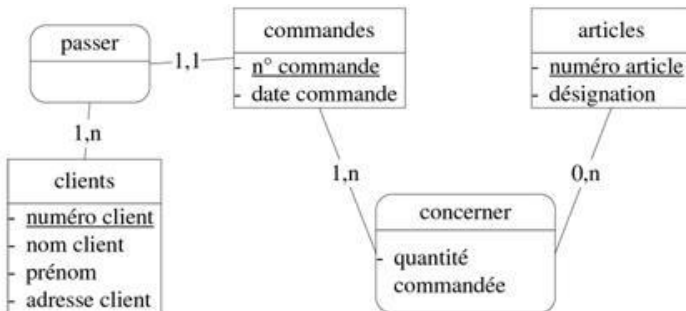 passer
1,1
commandes
- n° commande
- date commande
articles
- numéro article
- désignation
1,n
clients
- numéro client
- nom client
- prénom
- adresse client
1,n
0,n
concerner
- quantité
commandée